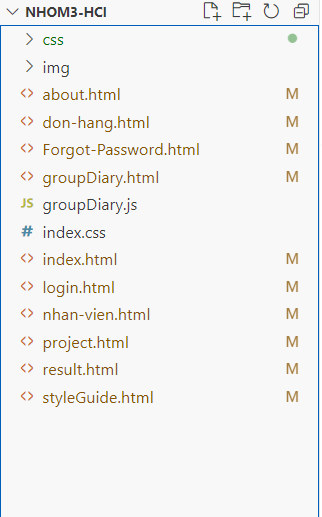 NHOM3-HCI
css
img
<> about.html M
<> don-hang.html M
<> Forgot-Password.html M
<> groupDiary.html M
JS groupDiary.js
# index.css
<> index.html M
<> login.html M
<> nhan-vien.html M
<> project.html M
<> result.html M
<> styleGuide.html M